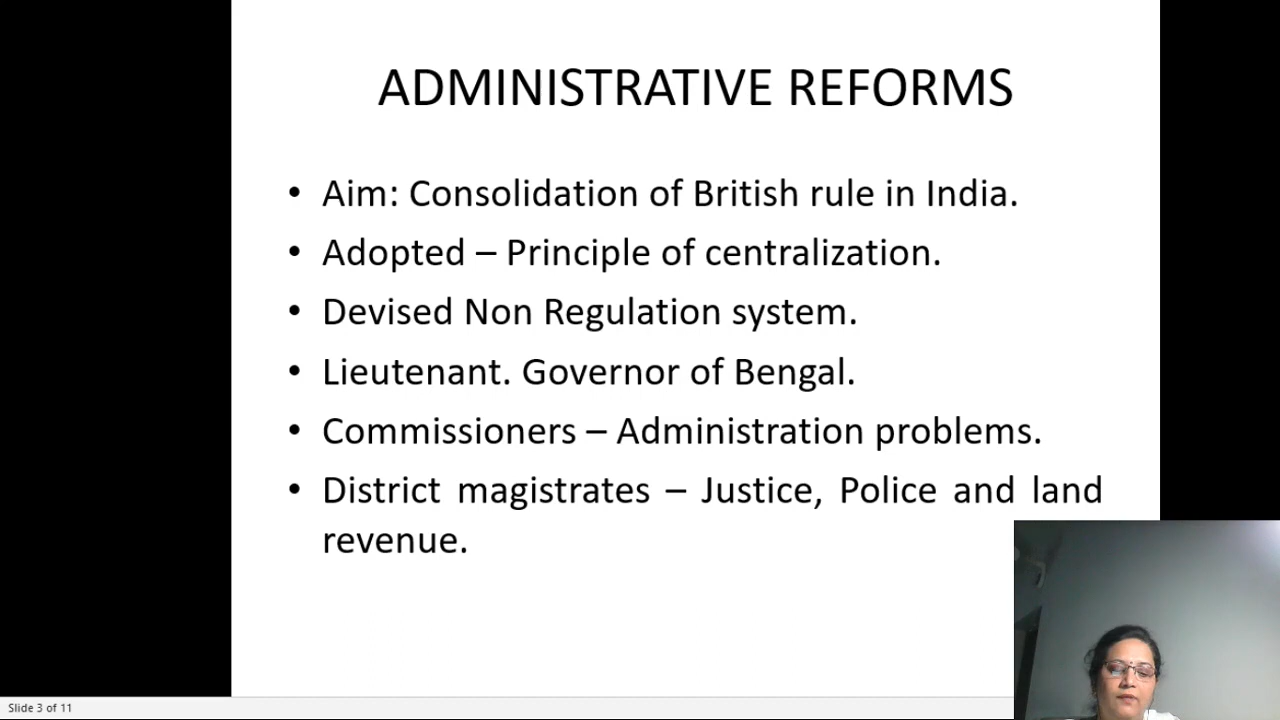 ADMINISTRATIVE REFORMS
• Aim: Consolidation of British rule in India.
• Adopted – Principle of centralization.
• Devised Non Regulation system.
• Lieutenant. Governor of Bengal.
• Commissioners – Administration problems.
• District magistrates – Justice, Police and land
revenue.
Slide 3 of 11